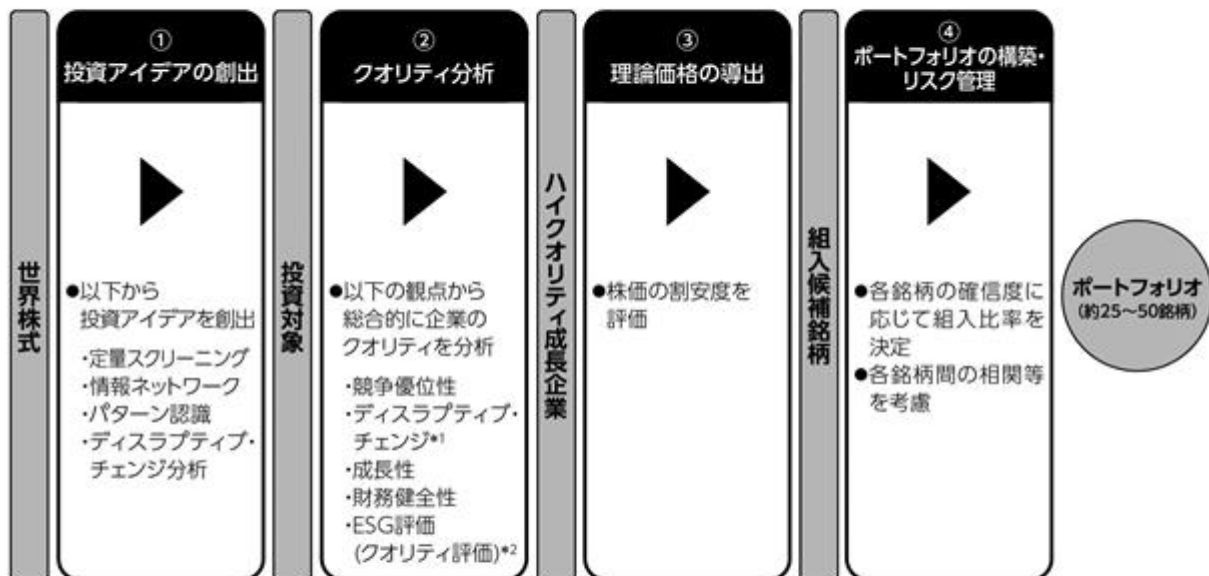 世界株式
①
投資アイデアの創出
●以下から
投資アイデアを創出
・定量スクリーニング
・情報ネットワーク
・パターン認識
・ディスラプティブ・
チェンジ分析
投資対象
②
クオリティ分析
●以下の観点から
総合的に企業の
クオリティを分析
・競争優位性
・ディスラプティブ・
チェンジ*1
・成長性
・財務健全性
・ESG評価
(クオリティ評価)*2
ハイクオリティ成長企業
③
理論価格の導出
●株価の割安度を
評価
組入候補銘柄
④
ポートフォリオの構築・
リスク管理
●各銘柄の確信度に
応じて組入比率を
決定
●各銘柄間の相関等
を考慮
ポートフォリオ
(約25～50銘柄)